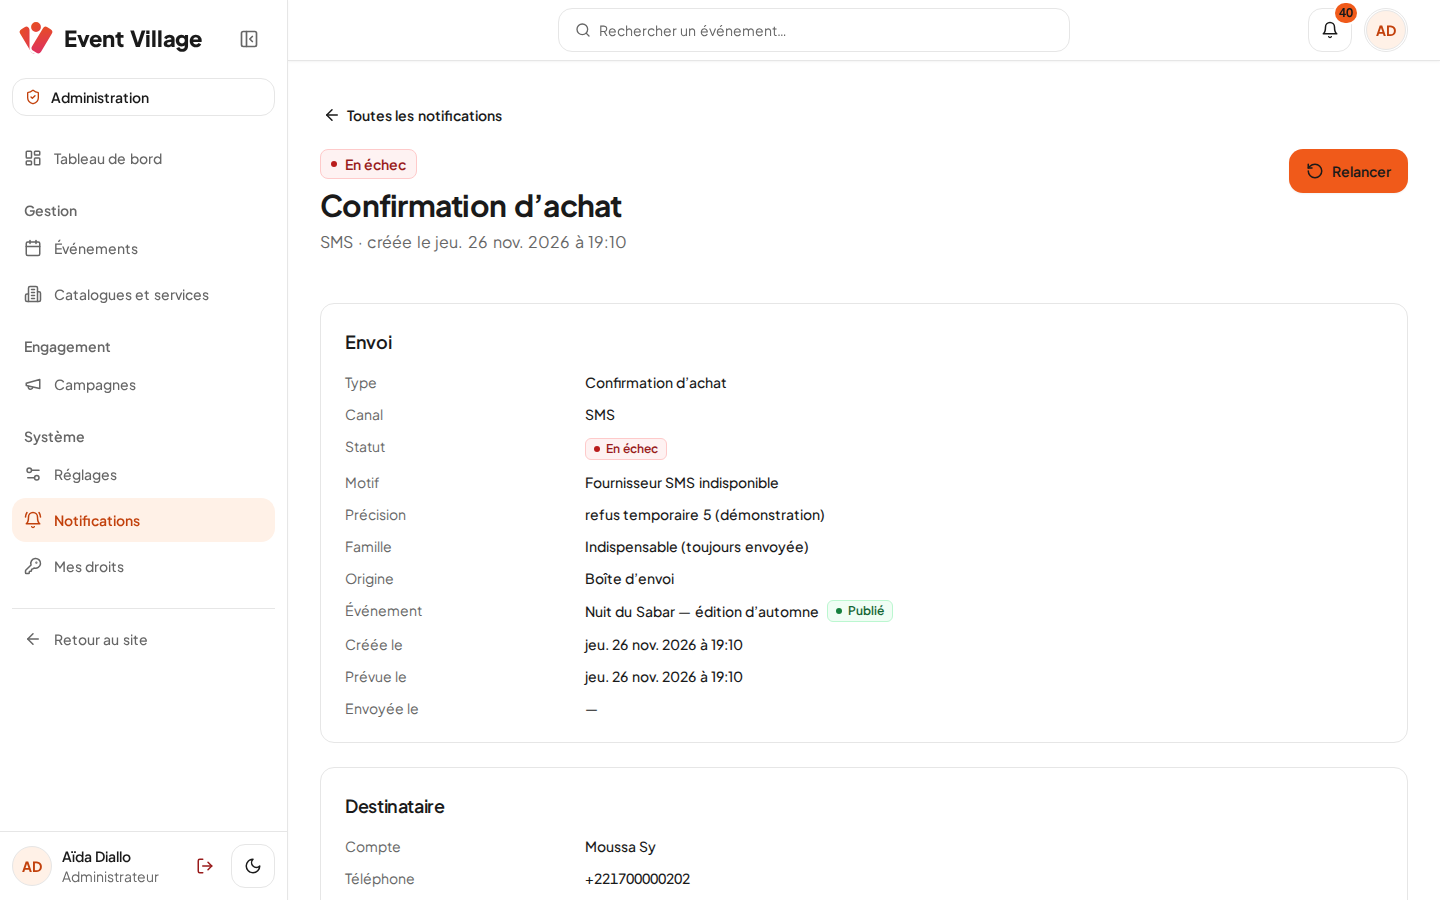 Event Village
Rechercher un événement...
40
AD
Administration
Tableau de bord
Gestion
Événements
Catalogues et services
Engagement
Campagnes
Système
Réglages
Notifications
Mes droits
Retour au site
AD
Aïda Diallo
Administrateur
Toutes les notifications
En échec
Relancer
Confirmation d’achat
SMS · créée le jeu. 26 nov. 2026 à 19:10
Envoi
Type Confirmation d’achat
Canal SMS
Statut En échec
Motif Fournisseur SMS indisponible
Précision refus temporaire 5 (démonstration)
Famille Indispensable (toujours envoyée)
Origine Boîte d’envoi
Événement Nuit du Sabar — édition d’automne Publié
Créée le jeu. 26 nov. 2026 à 19:10
Prévue le jeu. 26 nov. 2026 à 19:10
Envoyée le —
Destinataire
Compte Moussa Sy
Téléphone +221700000202